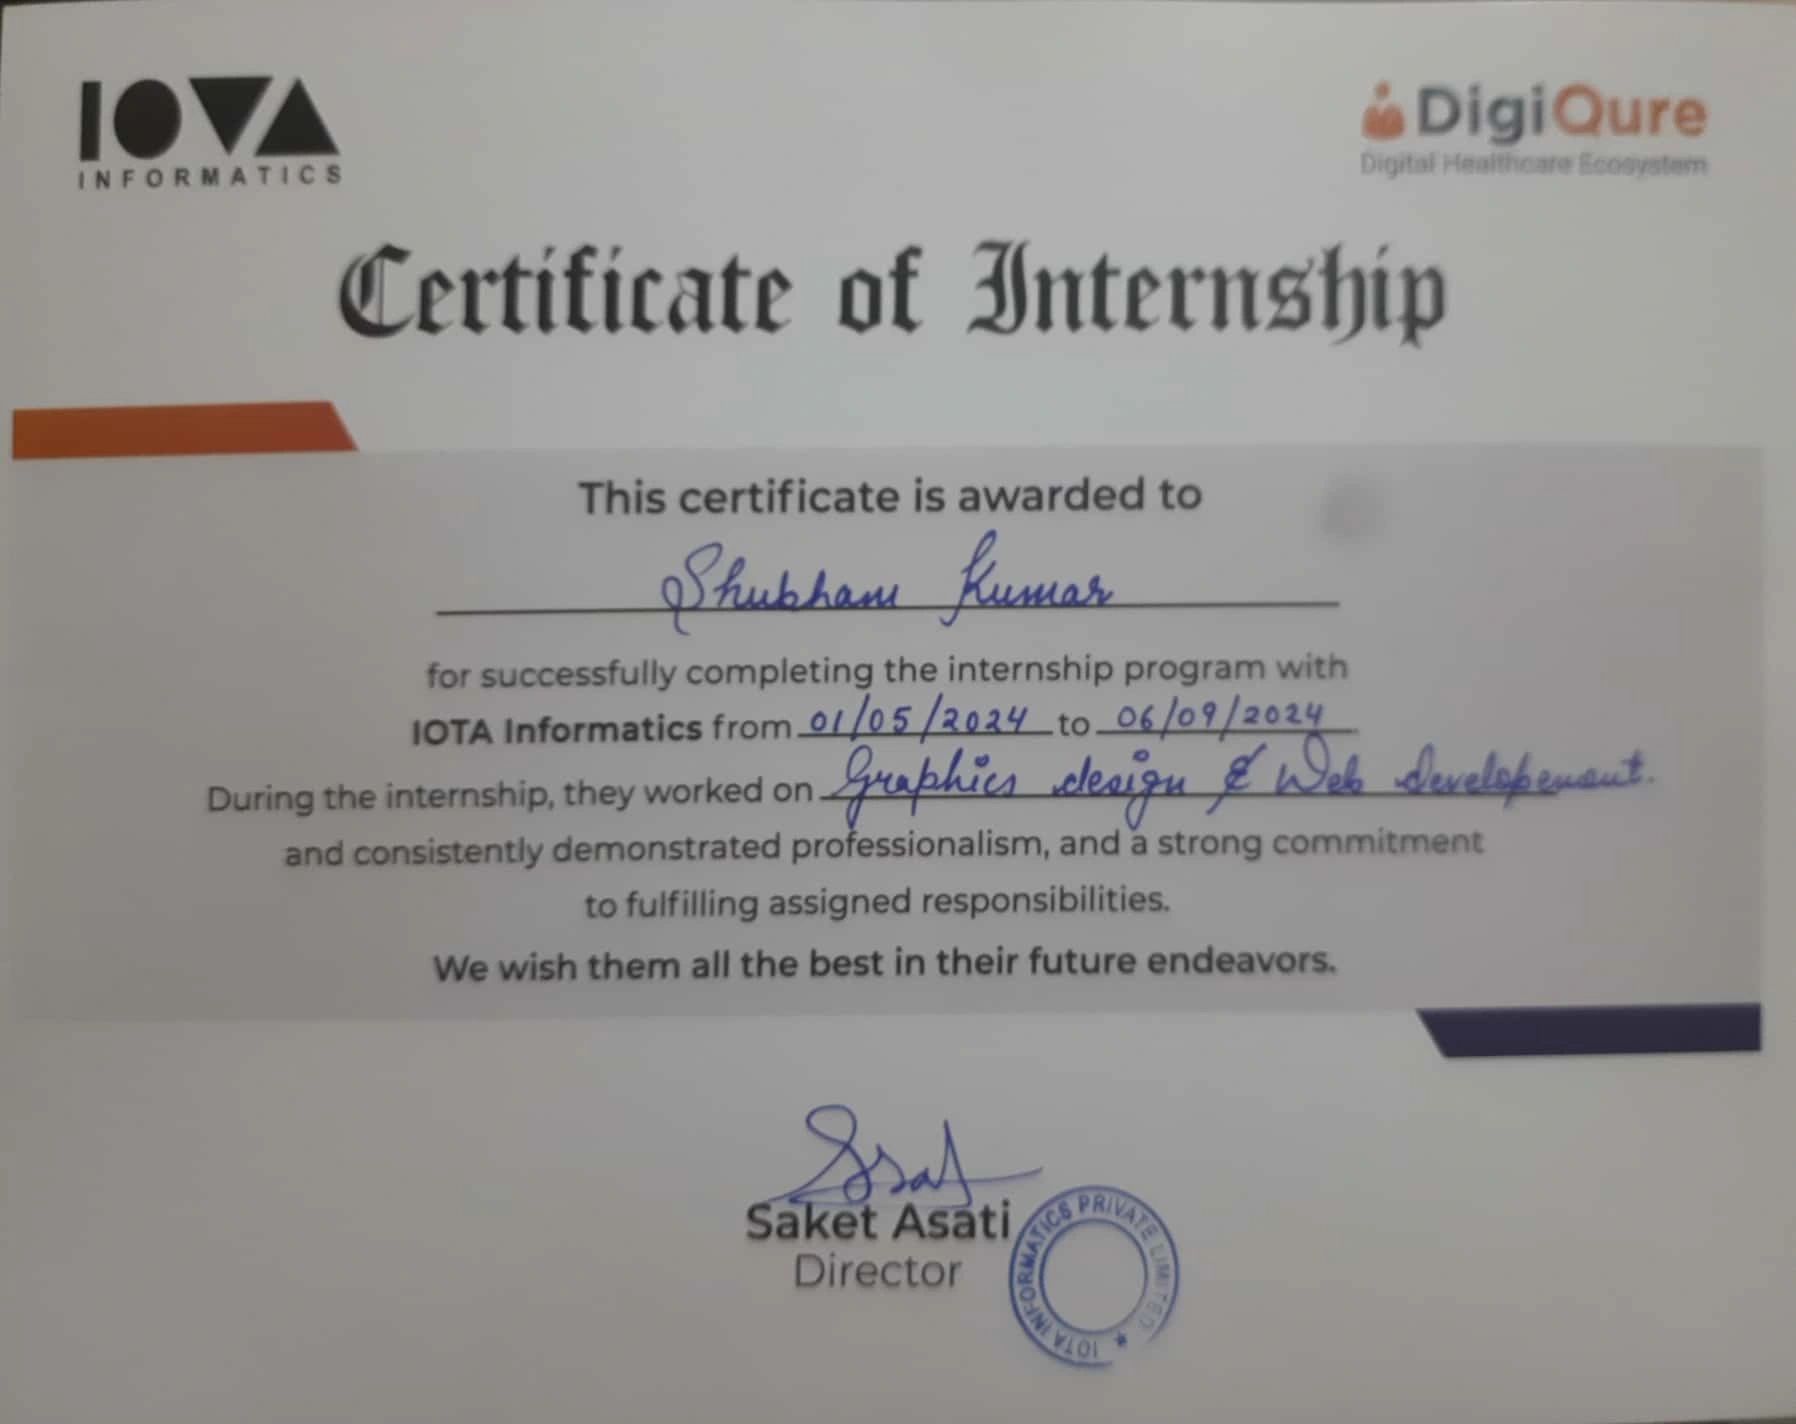 IOTA
INFORMATICS
DigiQure
Digital Healthcare Ecosystem
Certificate of Internship
This certificate is awarded to
Shubham Kumar
for successfully completing the internship program with
IOTA Informatics from 01/05/2024 to 06/09/2024
During the internship, they worked on Graphics design & Web developement.
and consistently demonstrated professionalism, and a strong commitment
to fulfilling assigned responsibilities.
We wish them all the best in their future endeavors.
Saket Asati
Director
IOTA INFORMATICS PRIVATE LIMITED ★